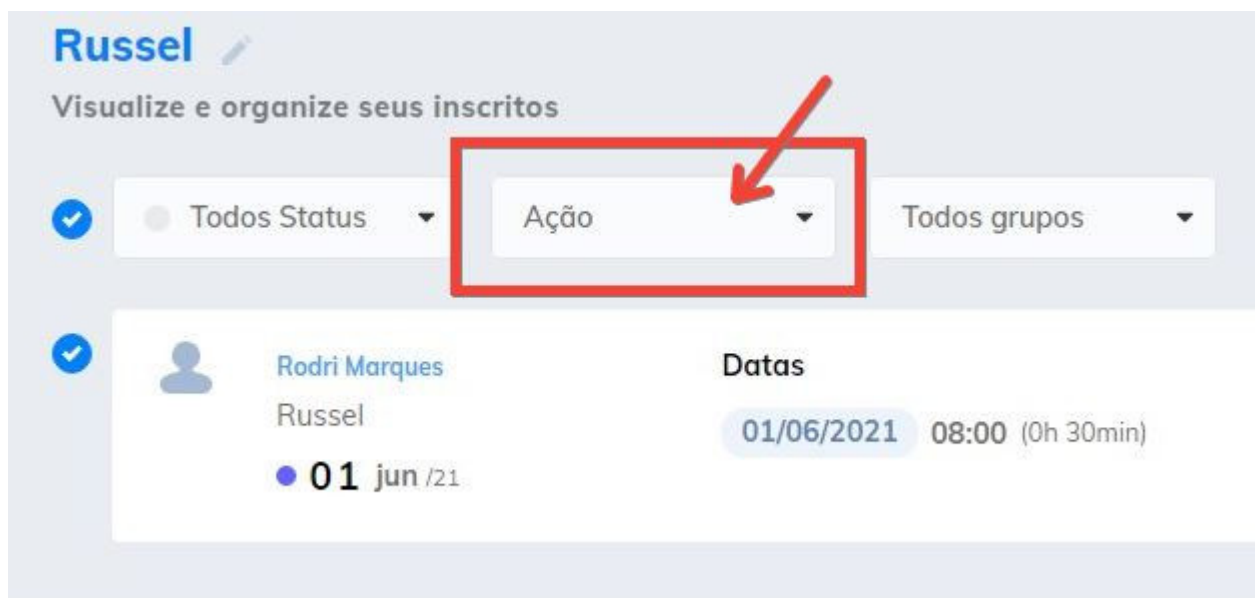 Russel
Visualize e organize seus inscritos
Todos Status Ação Todos grupos
Rodri Marques
Russel
01 jun /21
Datas
01/06/2021 08:00 (0h 30min)